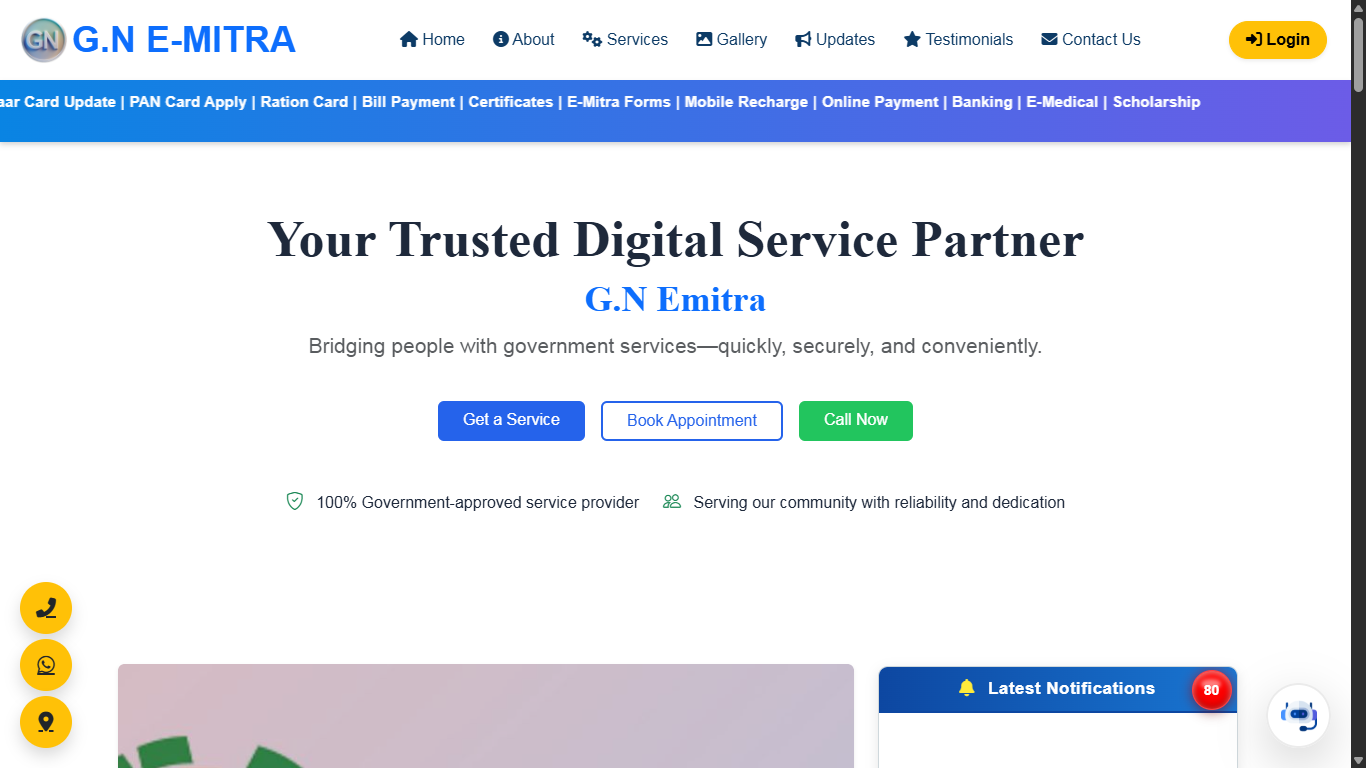 GN G.N E-MITRA
Home About Services Gallery Updates Testimonials Contact Us Login
Card Update | PAN Card Apply | Ration Card | Bill Payment | Certificates | E-Mitra Forms | Mobile Recharge | Online Payment | Banking | E-Medical | Scholarship
Your Trusted Digital Service Partner
G.N Emitra
Bridging people with government services—quickly, securely, and conveniently.
Get a Service Book Appointment Call Now
100% Government-approved service provider Serving our community with reliability and dedication
Latest Notifications 80